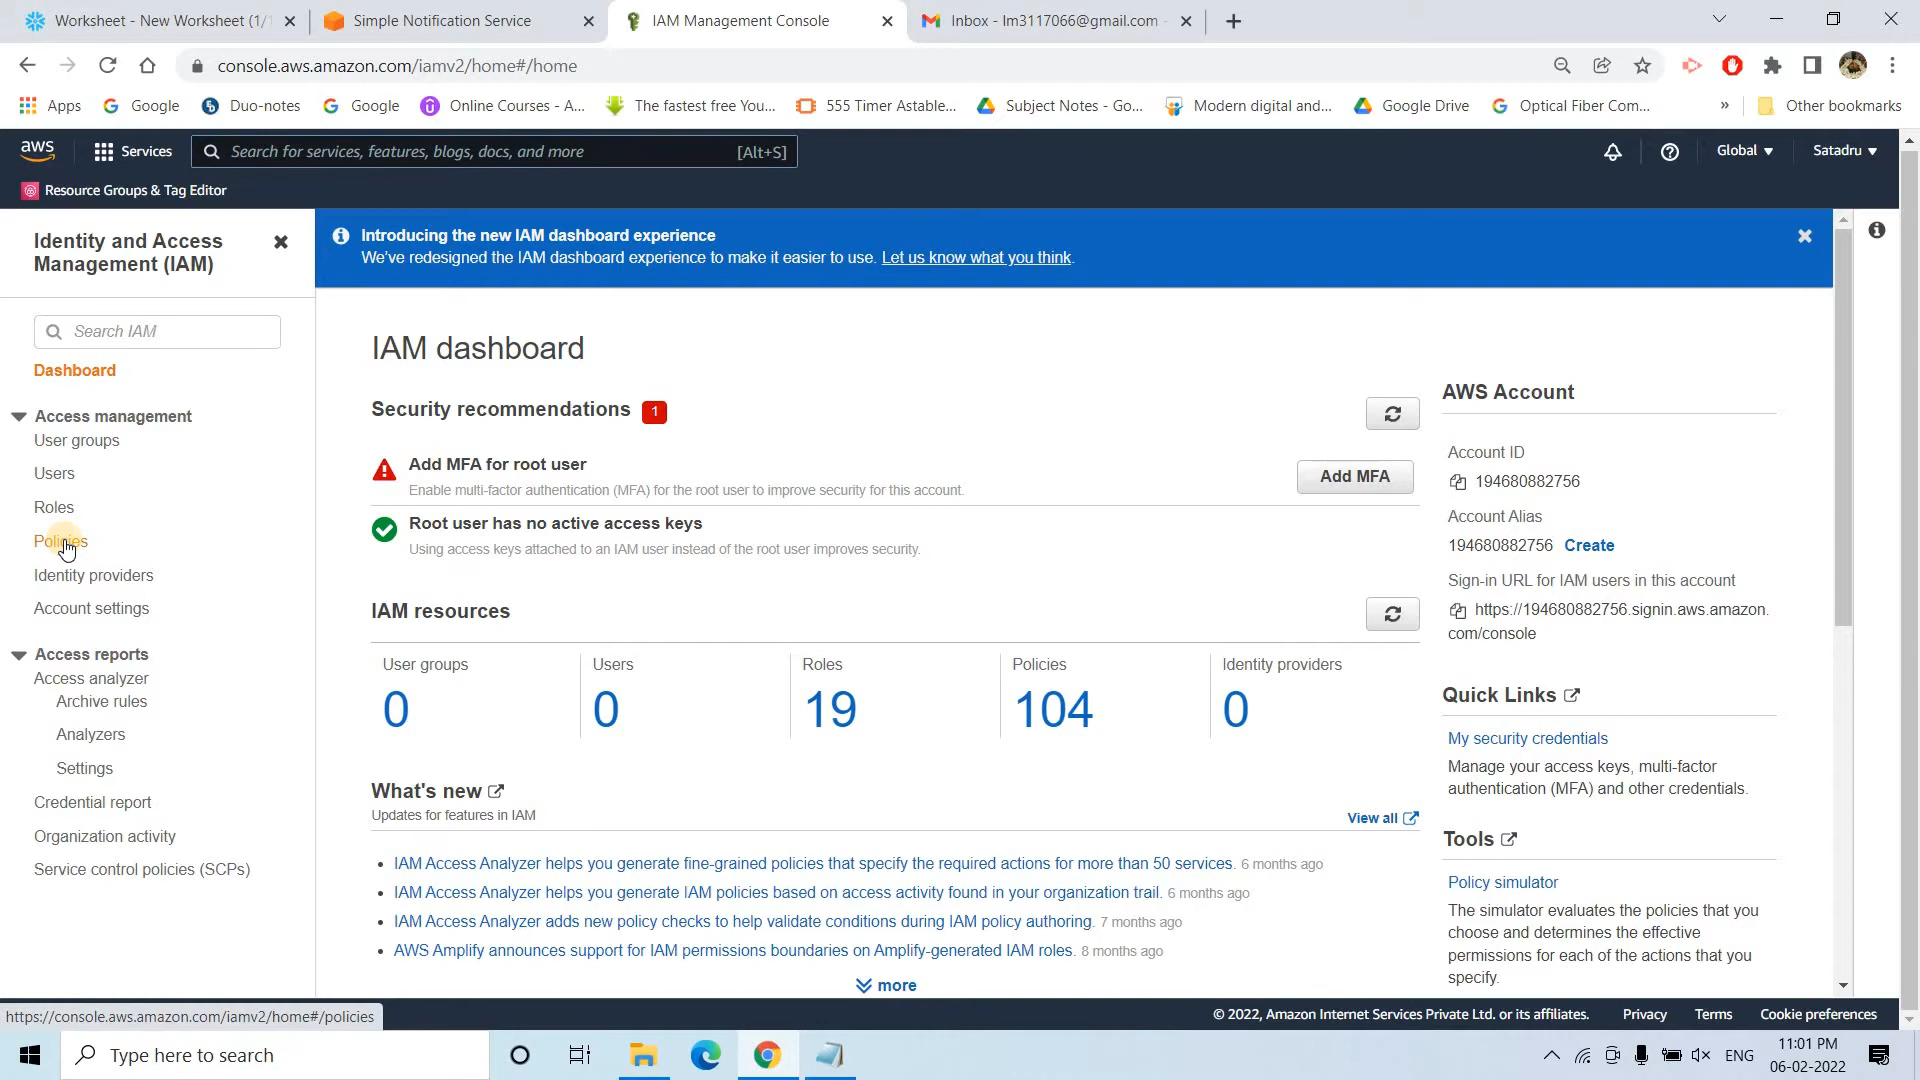 Worksheet - New Worksheet (1/1
Simple Notification Service
IAM Management Console
Inbox - lm3117066@gmail.com -
console.aws.amazon.com/iamv2/home#/home
Apps
Google
Duo-notes
Google
Online Courses - A...
The fastest free You...
555 Timer Astable...
Subject Notes - Go...
Modern digital and...
Google Drive
Optical Fiber Com...
»
Other bookmarks
aws
Services
Search for services, features, blogs, docs, and more
[Alt+S]
Global
Satadru
Resource Groups & Tag Editor
Identity and Access
Management (IAM)
Search IAM
Dashboard
Access management
User groups
Users
Roles
Policies
Identity providers
Account settings
Access reports
Access analyzer
Archive rules
Analyzers
Settings
Credential report
Organization activity
Service control policies (SCPs)
Introducing the new IAM dashboard experience
We've redesigned the IAM dashboard experience to make it easier to use. Let us know what you think.
IAM dashboard
Security recommendations 1
Add MFA for root user
Enable multi-factor authentication (MFA) for the root user to improve security for this account.
Add MFA
Root user has no active access keys
Using access keys attached to an IAM user instead of the root user improves security.
IAM resources
User groups
0
Users
0
Roles
19
Policies
104
Identity providers
0
What's new
Updates for features in IAM
View all
• IAM Access Analyzer helps you generate fine-grained policies that specify the required actions for more than 50 services. 6 months ago
• IAM Access Analyzer helps you generate IAM policies based on access activity found in your organization trail. 6 months ago
• IAM Access Analyzer adds new policy checks to help validate conditions during IAM policy authoring. 7 months ago
• AWS Amplify announces support for IAM permissions boundaries on Amplify-generated IAM roles. 8 months ago
more
AWS Account
Account ID
194680882756
Account Alias
194680882756 Create
Sign-in URL for IAM users in this account
https://194680882756.signin.aws.amazon.
com/console
Quick Links
My security credentials
Manage your access keys, multi-factor
authentication (MFA) and other credentials.
Tools
Policy simulator
The simulator evaluates the policies that you
choose and determines the effective
permissions for each of the actions that you
specify.
https://console.aws.amazon.com/iamv2/home#/policies
© 2022, Amazon Internet Services Private Ltd. or its affiliates.
Privacy
Terms
Cookie preferences
Type here to search
ENG
11:01 PM
06-02-2022